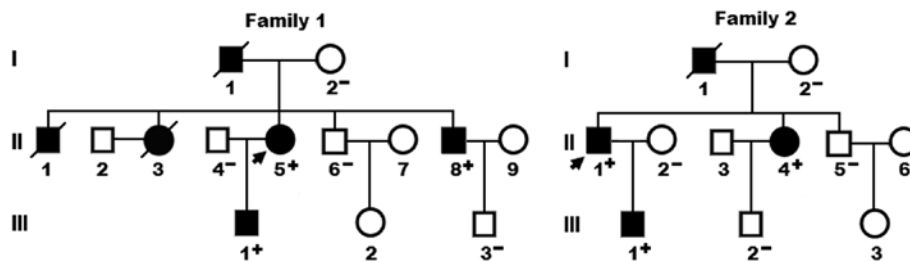 Family 1 Family 2
I I
1 2- 1 2-
II II
1 2 3 4- 5+ 6- 7 8+ 9 1+ 2- 3 4+ 5- 6
III III
1+ 2 3- 1+ 2- 3